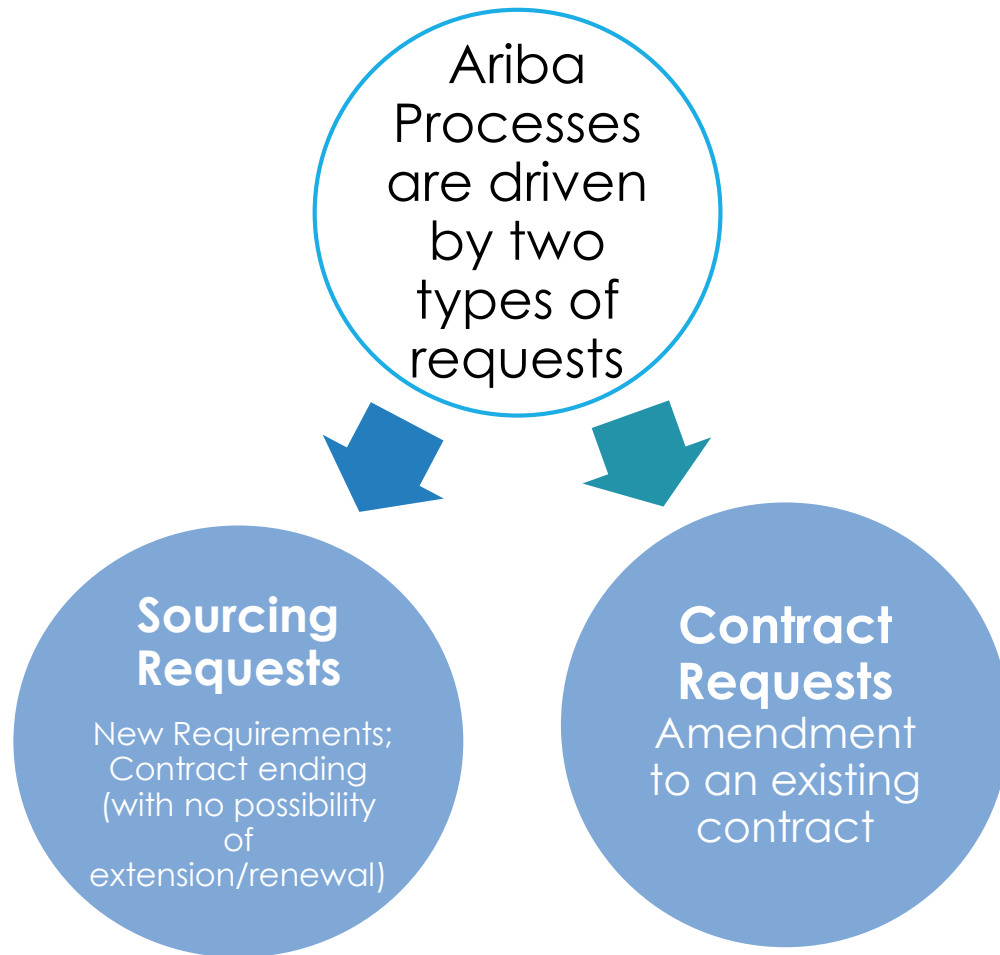 Ariba
Processes
are driven
by two
types of
requests
Sourcing
Requests
New Requirements;
Contract ending
(with no possibility
of
extension/renewal)
Contract
Requests
Amendment
to an existing
contract